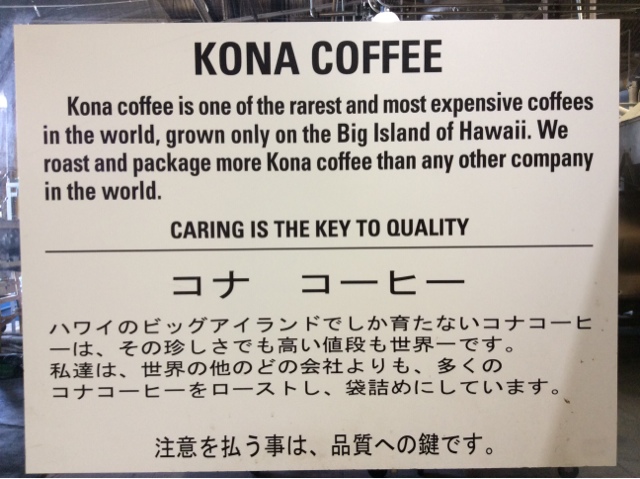 KONA COFFEE
Kona coffee is one of the rarest and most expensive coffees
in the world, grown only on the Big Island of Hawaii. We
roast and package more Kona coffee than any other company
in the world.
CARING IS THE KEY TO QUALITY
コナ　コーヒー
ハワイのビッグアイランドでしか育たないコナコーヒ
ーは、その珍しさでも高い値段も世界一です。
私達は、世界の他のどの会社よりも、多くの
コナコーヒーをローストし、袋詰めにしています。
注意を払う事は、品質への鍵です。